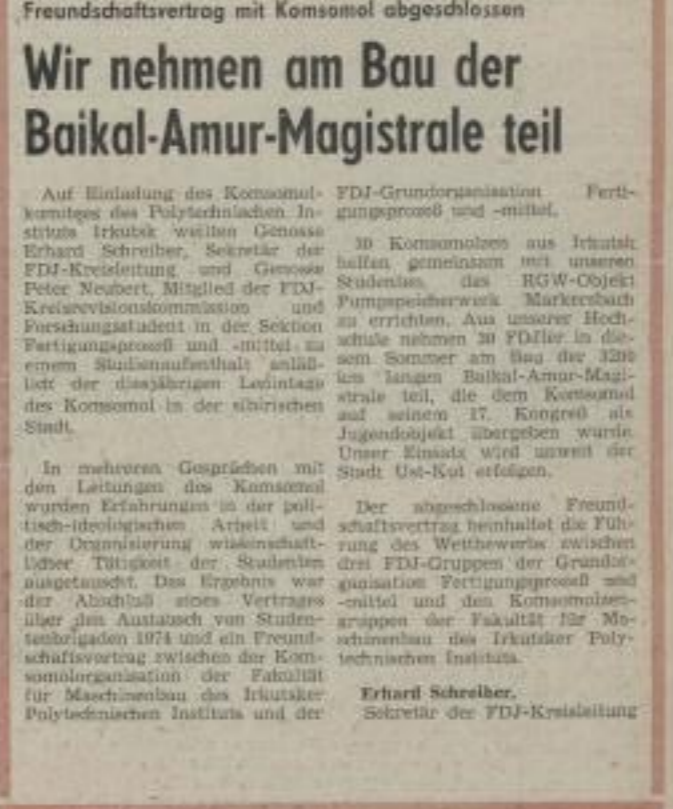 Freundschaftsvertrag mit Komsomol abgeschlossen
Wir nehmen am Bau der
Baikal-Amur-Magistrale teil
Auf Einladung des Komsomol-
komitees des Polytechnischen In-
stituts Irkutsk weilten Genosse
Erhard Schreiber, Sekretär der
FDJ-Kreisleitung und Genosse
Peter Neubert, Mitglied der FDJ-
Kreisrevisionskommission und
Forschungsstudent in der Sektion
Fertigungsprozeß und -mittel zu
einem Studienaufenthalt anläß-
lich der diesjährigen Lenintage
des Komsomol in der sibirischen
Stadt.
In mehreren Gesprächen mit
den Leitungen des Komsomol
wurden Erfahrungen in der poli-
tisch-ideologischen Arbeit und
der Organisierung wissenschaft-
licher Tätigkeit der Studenten
ausgetauscht. Das Ergebnis war
der Abschluß eines Vertrages
über den Austausch von Studen-
tenbrigaden 1974 und ein Freund-
schaftsvertrag zwischen der Kom-
somolorganisation der Fakultät
für Maschinenbau des Irkutsker
Polytechnischen Instituts und der
FDJ-Grundorganisation Ferti-
gungsprozeß und -mittel.
30 Komsomolzen aus Irkutsk
helfen gemeinsam mit unseren
Studenten, das RGW-Objekt
Pumpspeicherwerk Markersbach
zu errichten. Aus unserer Hoch-
schule nehmen 30 FDJler in die-
sem Sommer am Bau der 3200
km langen Baikal-Amur-Magi-
strale teil, die dem Komsomol
auf seinem 17. Kongreß als
Jugendobjekt übergeben wurde.
Unser Einsatz wird unweit der
Stadt Ust-Kut erfolgen.
Der abgeschlossene Freund-
schaftsvertrag beinhaltet die Füh-
rung des Wettbewerbs zwischen
drei FDJ-Gruppen der Grundor-
ganisation Fertigungsprozeß und
-mittel und den Komsomolzen-
gruppen der Fakultät für Ma-
schinenbau des Irkutsker Poly-
technischen Instituts.
Erhard Schreiber,
Sekretär der FDJ-Kreisleitung